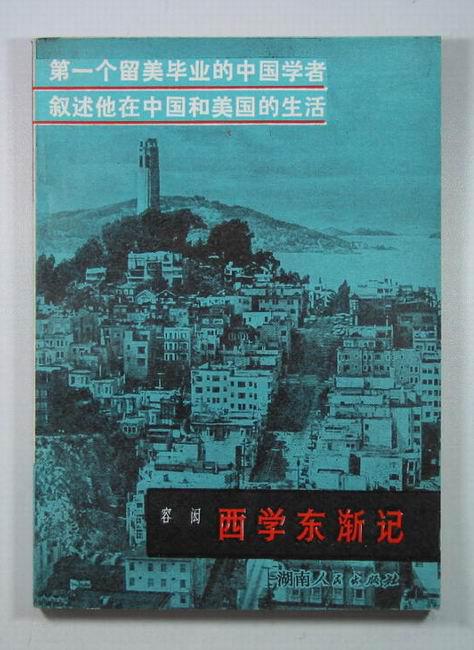 第一个留美毕业的中国学者
叙述他在中国和美国的生活
容闳 西学东渐记
湖南人民出版社